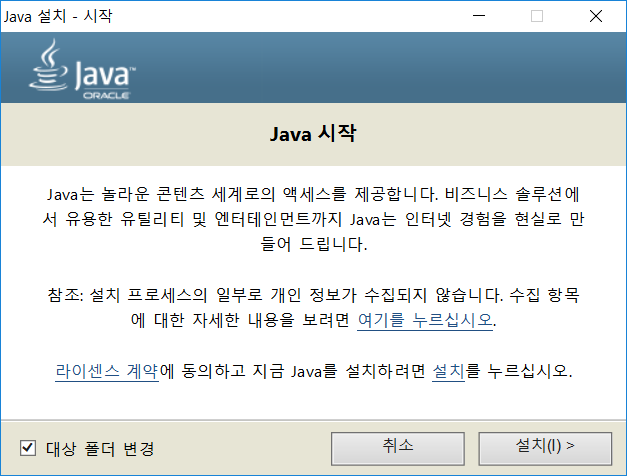 Java 설치 - 시작
Java™
ORACLE
Java 시작
Java는 놀라운 콘텐츠 세계로의 액세스를 제공합니다. 비즈니스 솔루션에
서 유용한 유틸리티 및 엔터테인먼트까지 Java는 인터넷 경험을 현실로 만
들어 드립니다.
참조: 설치 프로세스의 일부로 개인 정보가 수집되지 않습니다. 수집 항목
에 대한 자세한 내용을 보려면 여기를 누르십시오.
라이센스 계약에 동의하고 지금 Java를 설치하려면 설치를 누르십시오.
대상 폴더 변경
취소
설치(I) >